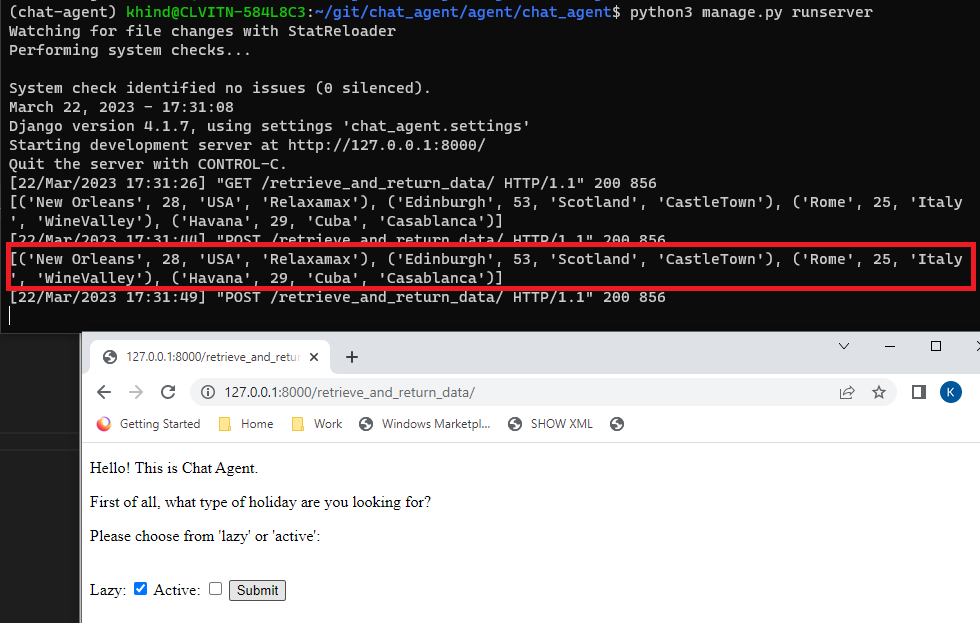 (chat-agent) khind@CLVITN-584L8C3:~/git/chat_agent/agent/chat_agent$ python3 manage.py runserver
Watching for file changes with StatReloader
Performing system checks...
System check identified no issues (0 silenced).
March 22, 2023 - 17:31:08
Django version 4.1.7, using settings 'chat_agent.settings'
Starting development server at http://127.0.0.1:8000/
Quit the server with CONTROL-C.
[22/Mar/2023 17:31:26] "GET /retrieve_and_return_data/ HTTP/1.1" 200 856
[('New Orleans', 28, 'USA', 'Relaxamax'), ('Edinburgh', 53, 'Scotland', 'CastleTown'), ('Rome', 25, 'Italy
', 'WineValley'), ('Havana', 29, 'Cuba', 'Casablanca')]
[22/Mar/2023 17:31:44] "POST /retrieve_and_return_data/ HTTP/1.1" 200 856
[('New Orleans', 28, 'USA', 'Relaxamax'), ('Edinburgh', 53, 'Scotland', 'CastleTown'), ('Rome', 25, 'Italy
', 'WineValley'), ('Havana', 29, 'Cuba', 'Casablanca')]
[22/Mar/2023 17:31:49] "POST /retrieve_and_return_data/ HTTP/1.1" 200 856
127.0.0.1:8000/retrieve_and_retu
127.0.0.1:8000/retrieve_and_return_data/
K
Getting Started Home Work Windows Marketpl... SHOW XML
Hello! This is Chat Agent.
First of all, what type of holiday are you looking for?
Please choose from 'lazy' or 'active':
Lazy: Active: Submit